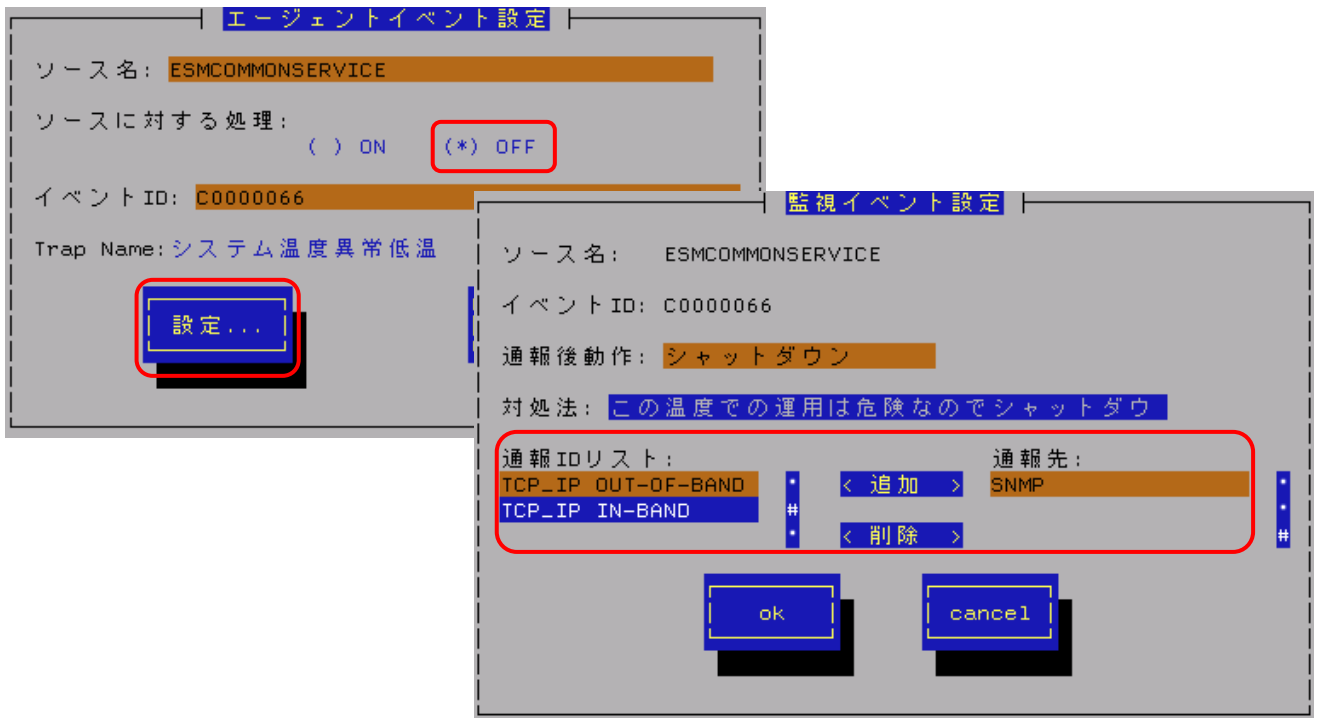 エージェントイベント設定
ソース名: ESMCOMMONSERVICE
ソースに対する処理:
( ) ON (*) OFF
イベントID: C0000066
Trap Name:システム温度異常低温
設定...
監視イベント設定
ソース名: ESMCOMMONSERVICE
イベントID: C0000066
通報後動作: シャットダウン
対処法: この温度での運用は危険なのでシャットダウ
通報IDリスト: 通報先:
TCP_IP OUT-OF-BAND < 追加 > SNMP
TCP_IP IN-BAND #
< 削除 > #
ok cancel